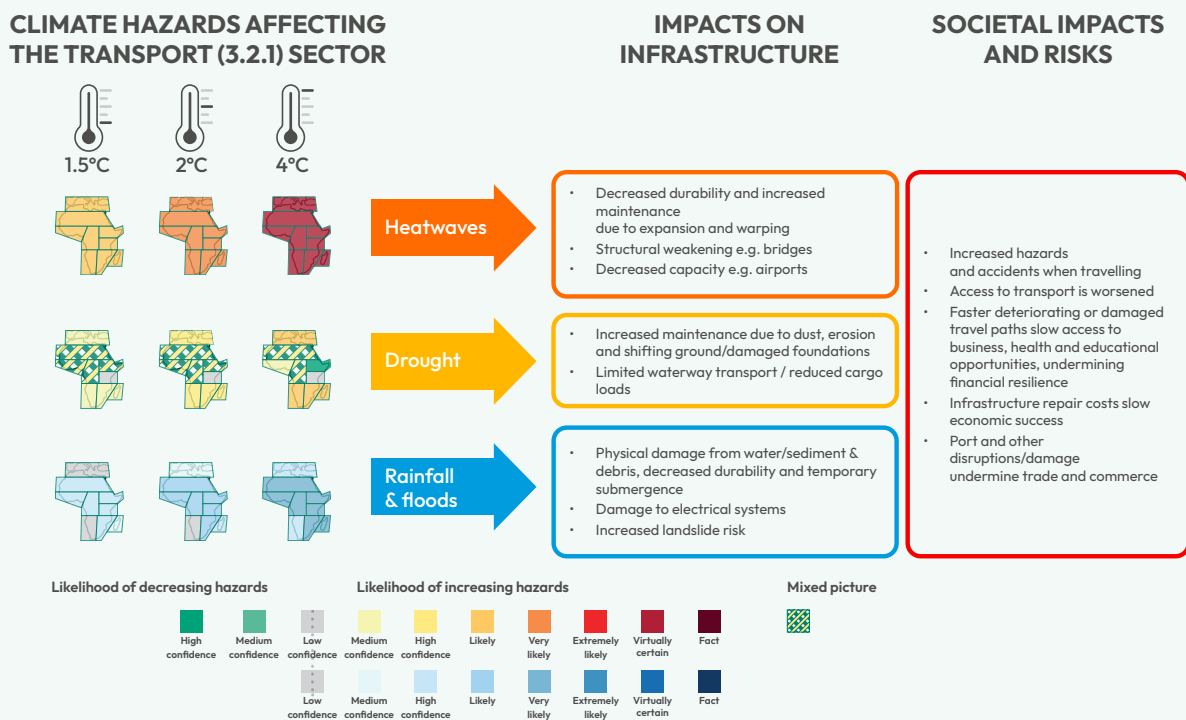 CLIMATE HAZARDS AFFECTING
THE TRANSPORT (3.2.1) SECTOR
IMPACTS ON
INFRASTRUCTURE
SOCIETAL IMPACTS
AND RISKS
1.5°C
2°C
4°C
Heatwaves
• Decreased durability and increased
maintenance
due to expansion and warping
• Structural weakening e.g. bridges
• Decreased capacity e.g. airports
Drought
• Increased maintenance due to dust, erosion
and shifting ground/damaged foundations
• Limited waterway transport / reduced cargo
loads
Rainfall
& floods
• Physical damage from water/sediment &
debris, decreased durability and temporary
submergence
• Damage to electrical systems
• Increased landslide risk
• Increased hazards
and accidents when travelling
• Access to transport is worsened
• Faster deteriorating or damaged
travel paths slow access to
business, health and educational
opportunities, undermining
financial resilience
• Infrastructure repair costs slow
economic success
• Port and other
disruptions/damage
undermine trade and commerce
Likelihood of decreasing hazards
Likelihood of increasing hazards
Mixed picture
High
confidence
Medium
confidence
Low
confidence
Medium
confidence
High
confidence
Likely
Very
likely
Extremely
likely
Virtually
certain
Fact
Low
confidence
Medium
confidence
High
confidence
Likely
Very
likely
Extremely
likely
Virtually
certain
Fact